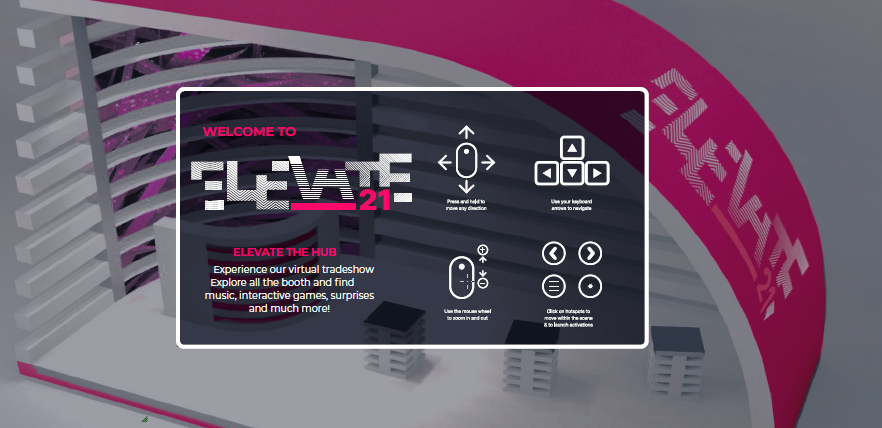 WELCOME TO
ELEVATE
21
ELEVATE THE HUB
Experience our virtual tradeshow
Explore all the booth and find
music, interactive games, surprises
and much more!
Press and hold to
move any direction
Use your keyboard
arrows to navigate
Use the mouse wheel
to zoom in and out
Click on hotspots to
move within the scene
& to launch activations
ELEVATE
21